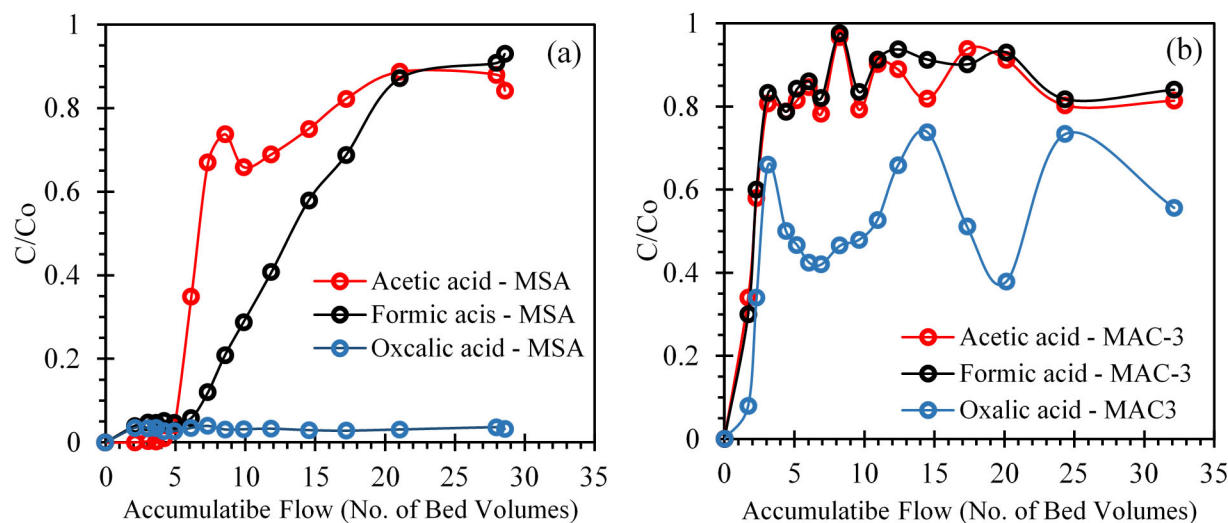 (a)
1
0.8
0.6
0.4
0.2
0
C/Co
0 5 10 15 20 25 30 35
Accumulatibe Flow (No. of Bed Volumes)
Acetic acid - MSA
Formic acis - MSA
Oxcalic acid - MSA
(b)
1
0.8
0.6
0.4
0.2
0
C/Co
0 5 10 15 20 25 30 35
Accumulatibe Flow (No. of Bed Volumes)
Acetic acid - MAC-3
Formic acid - MAC-3
Oxalic acid - MAC3